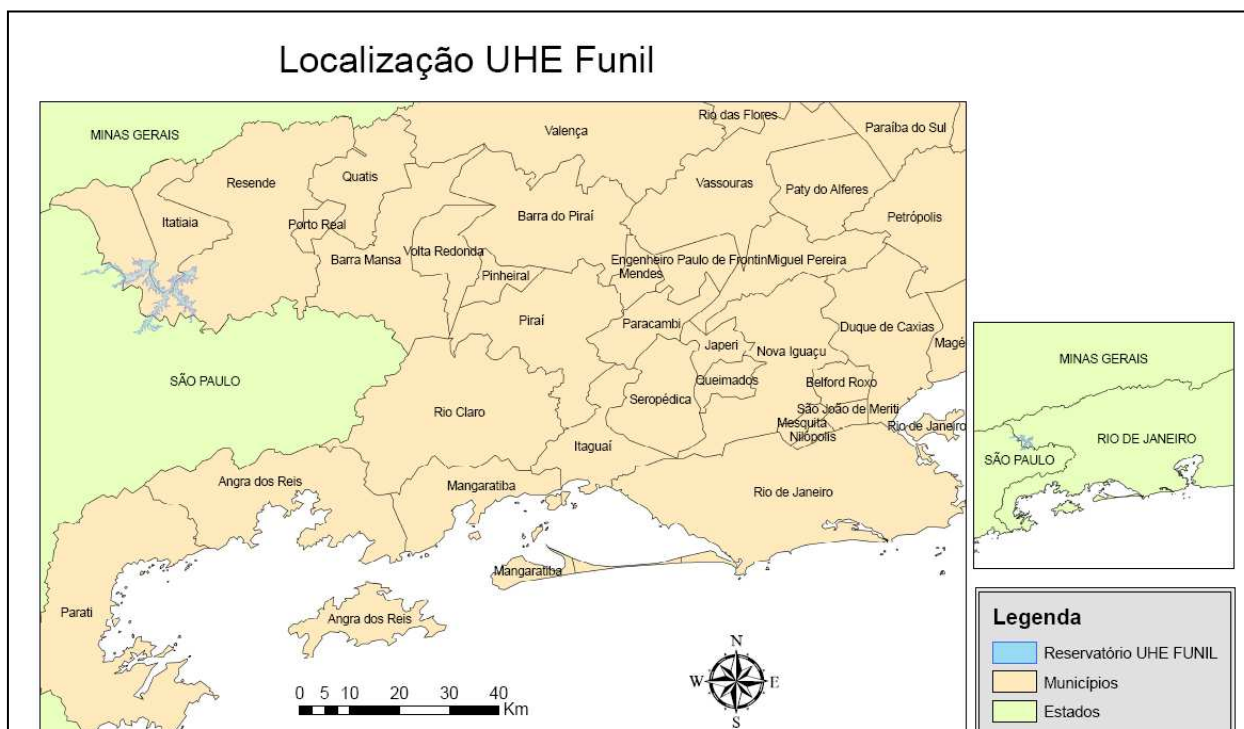 Localização UHE Funil
MINAS GERAIS
Valença
Rio das Flores
Paraíba do Sul
Resende
Quatis
Vassouras
Paty do Alferes
Itatiaia
Porto Real
Barra do Piraí
Petrópolis
Barra Mansa
Volta Redonda
Pinheiral
Engenheiro Paulo de Frontin
Miguel Pereira
Mendes
Piraí
Paracambi
Duque de Caxias
Magé
Japeri
Nova Iguaçu
SÃO PAULO
Queimados
Belford Roxo
Rio Claro
Seropédica
São João de Meriti
Mesquita
Nilópolis
Rio de Janeiro
Itaguaí
Angra dos Reis
Mangaratiba
Rio de Janeiro
Mangaratiba
Parati
Angra dos Reis
N
W E
S
0 5 10 20 30 40
Km
MINAS GERAIS
RIO DE JANEIRO
SÃO PAULO
Legenda
Reservatório UHE FUNIL
Municípios
Estados